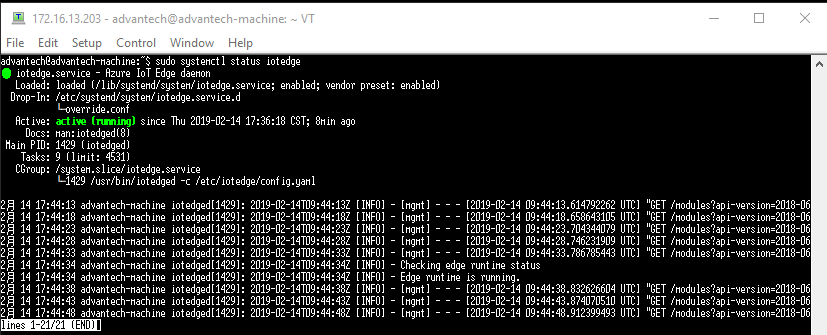 172.16.13.203 - advantech@advantech-machine: ~ VT
File Edit Setup Control Window Help
advantech@advantech-machine:~$ sudo systemctl status iotedge
● iotedge.service - Azure IoT Edge daemon
Loaded: loaded (/lib/systemd/system/iotedge.service; enabled; vendor preset: enabled)
Drop-In: /etc/systemd/system/iotedge.service.d
└─override.conf
Active: active (running) since Thu 2019-02-14 17:36:18 CST; 8min ago
Docs: man:iotedged(8)
Main PID: 1429 (iotedged)
Tasks: 9 (limit: 4531)
CGroup: /system.slice/iotedge.service
└─1429 /usr/bin/iotedged -c /etc/iotedge/config.yaml
2月 14 17:44:13 advantech-machine iotedged[1429]: 2019-02-14T09:44:13Z [INFO] - [mgmt] - - - [2019-02-14 09:44:13.614792262 UTC] "GET /modules?api-version=2018-06
2月 14 17:44:18 advantech-machine iotedged[1429]: 2019-02-14T09:44:18Z [INFO] - [mgmt] - - - [2019-02-14 09:44:18.658643105 UTC] "GET /modules?api-version=2018-06
2月 14 17:44:23 advantech-machine iotedged[1429]: 2019-02-14T09:44:23Z [INFO] - [mgmt] - - - [2019-02-14 09:44:23.704344079 UTC] "GET /modules?api-version=2018-06
2月 14 17:44:28 advantech-machine iotedged[1429]: 2019-02-14T09:44:28Z [INFO] - [mgmt] - - - [2019-02-14 09:44:28.746231909 UTC] "GET /modules?api-version=2018-06
2月 14 17:44:33 advantech-machine iotedged[1429]: 2019-02-14T09:44:33Z [INFO] - [mgmt] - - - [2019-02-14 09:44:33.786785443 UTC] "GET /modules?api-version=2018-06
2月 14 17:44:34 advantech-machine iotedged[1429]: 2019-02-14T09:44:34Z [INFO] - Checking edge runtime status
2月 14 17:44:34 advantech-machine iotedged[1429]: 2019-02-14T09:44:34Z [INFO] - Edge runtime is running.
2月 14 17:44:38 advantech-machine iotedged[1429]: 2019-02-14T09:44:38Z [INFO] - [mgmt] - - - [2019-02-14 09:44:38.832626604 UTC] "GET /modules?api-version=2018-06
2月 14 17:44:43 advantech-machine iotedged[1429]: 2019-02-14T09:44:43Z [INFO] - [mgmt] - - - [2019-02-14 09:44:43.874070510 UTC] "GET /modules?api-version=2018-06
2月 14 17:44:48 advantech-machine iotedged[1429]: 2019-02-14T09:44:48Z [INFO] - [mgmt] - - - [2019-02-14 09:44:48.912399493 UTC] "GET /modules?api-version=2018-06
lines 1-21/21 (END)